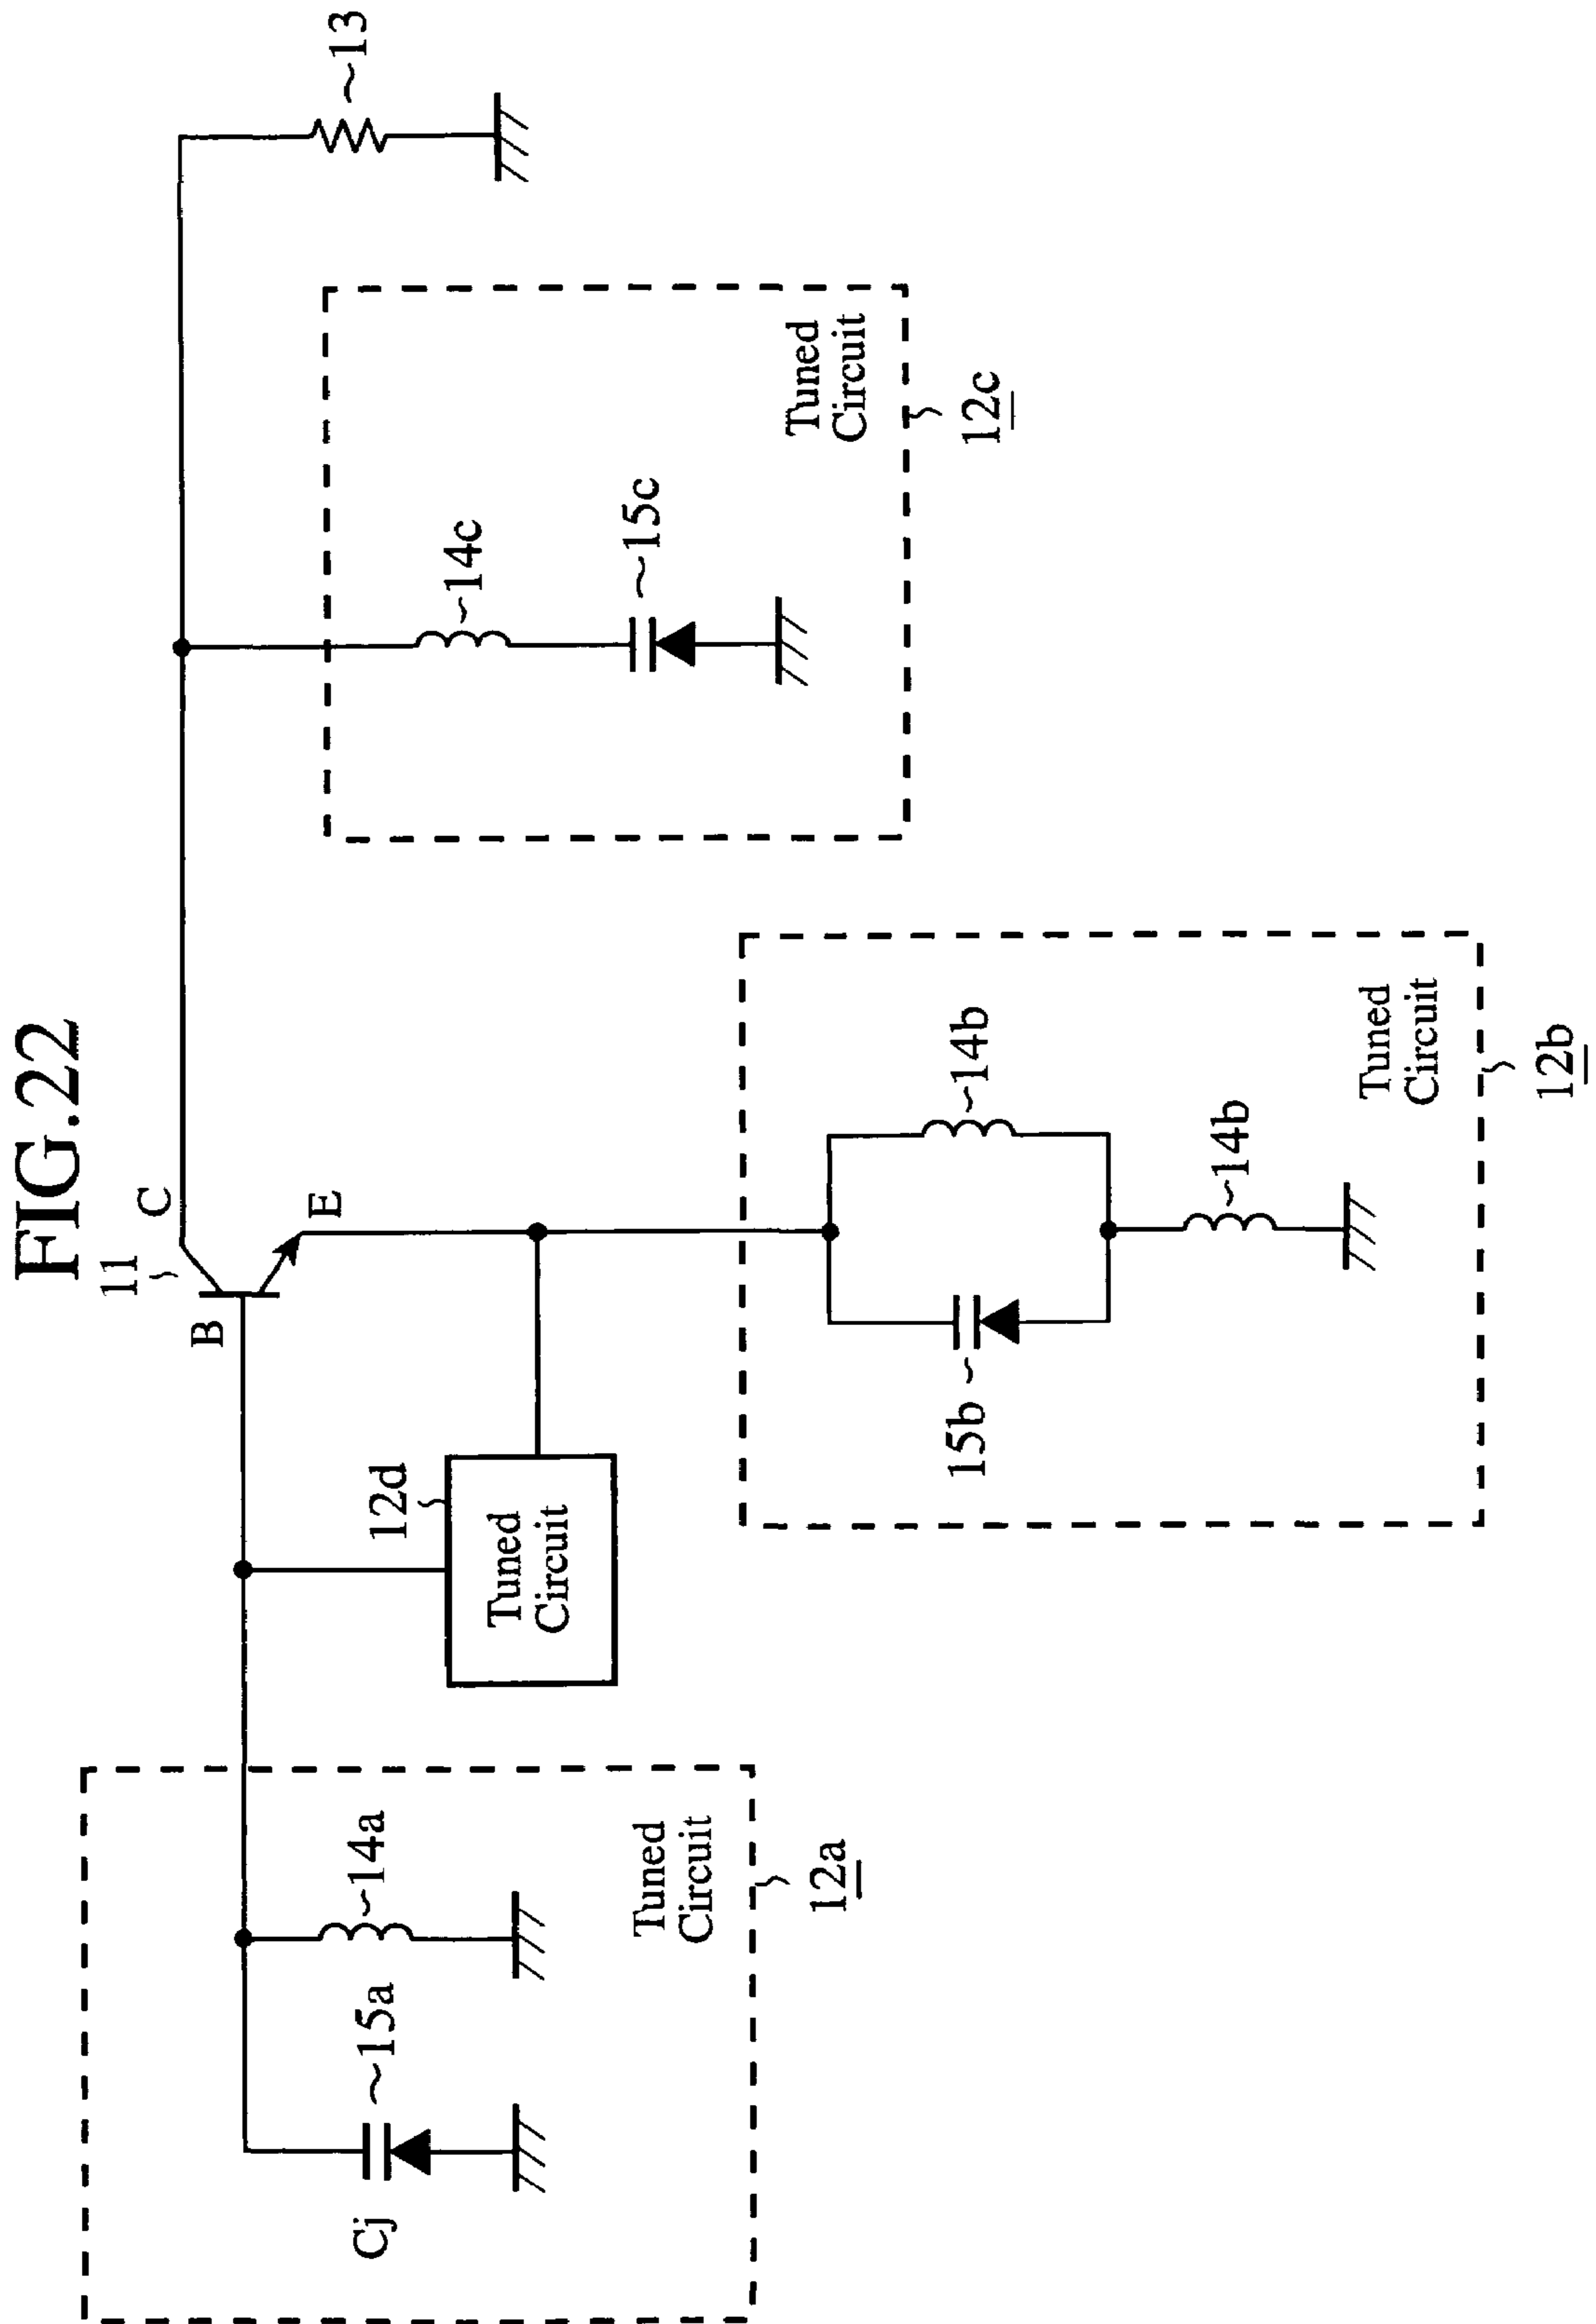 FIG.22
11
C
B
E
13
12d
Tuned
Circuit
14a
15a
Cj
Tuned
Circuit
12a
14c
15c
Tuned
Circuit
12c
15b
14b
14b
Tuned
Circuit
12b